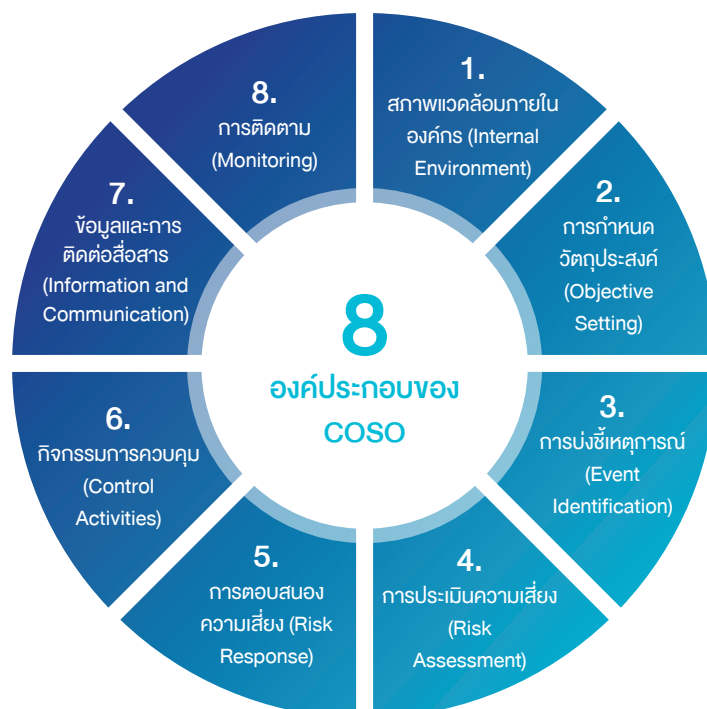 8
องค์ประกอบของ
COSO
1.
สภาพแวดล้อมภายใน
องค์กร (Internal
Environment)
2.
การกำหนด
วัตถุประสงค์
(Objective
Setting)
3.
การบ่งชี้เหตุการณ์
(Event
Identification)
4.
การประเมินความเสี่ยง
(Risk
Assessment)
5.
การตอบสนอง
ความเสี่ยง (Risk
Response)
6.
กิจกรรมการควบคุม
(Control
Activities)
7.
ข้อมูลและการ
ติดต่อสื่อสาร
(Information and
Communication)
8.
การติดตาม
(Monitoring)